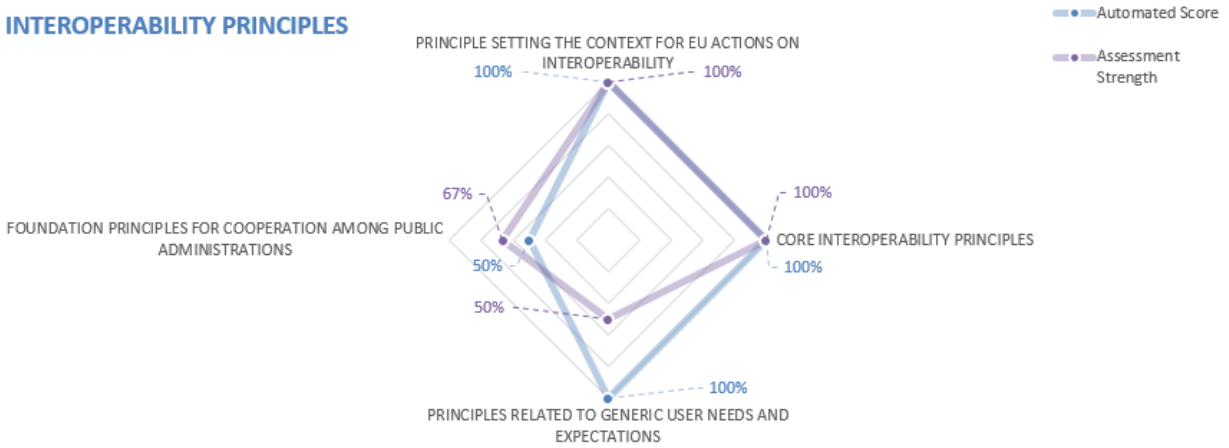 INTEROPERABILITY PRINCIPLES
Automated Score
Assessment
Strength
PRINCIPLE SETTING THE CONTEXT FOR EU ACTIONS ON
INTEROPERABILITY
100%
100%
67%
FOUNDATION PRINCIPLES FOR COOPERATION AMONG PUBLIC
ADMINISTRATIONS
50%
100%
CORE INTEROPERABILITY PRINCIPLES
100%
50%
100%
PRINCIPLES RELATED TO GENERIC USER NEEDS AND
EXPECTATIONS